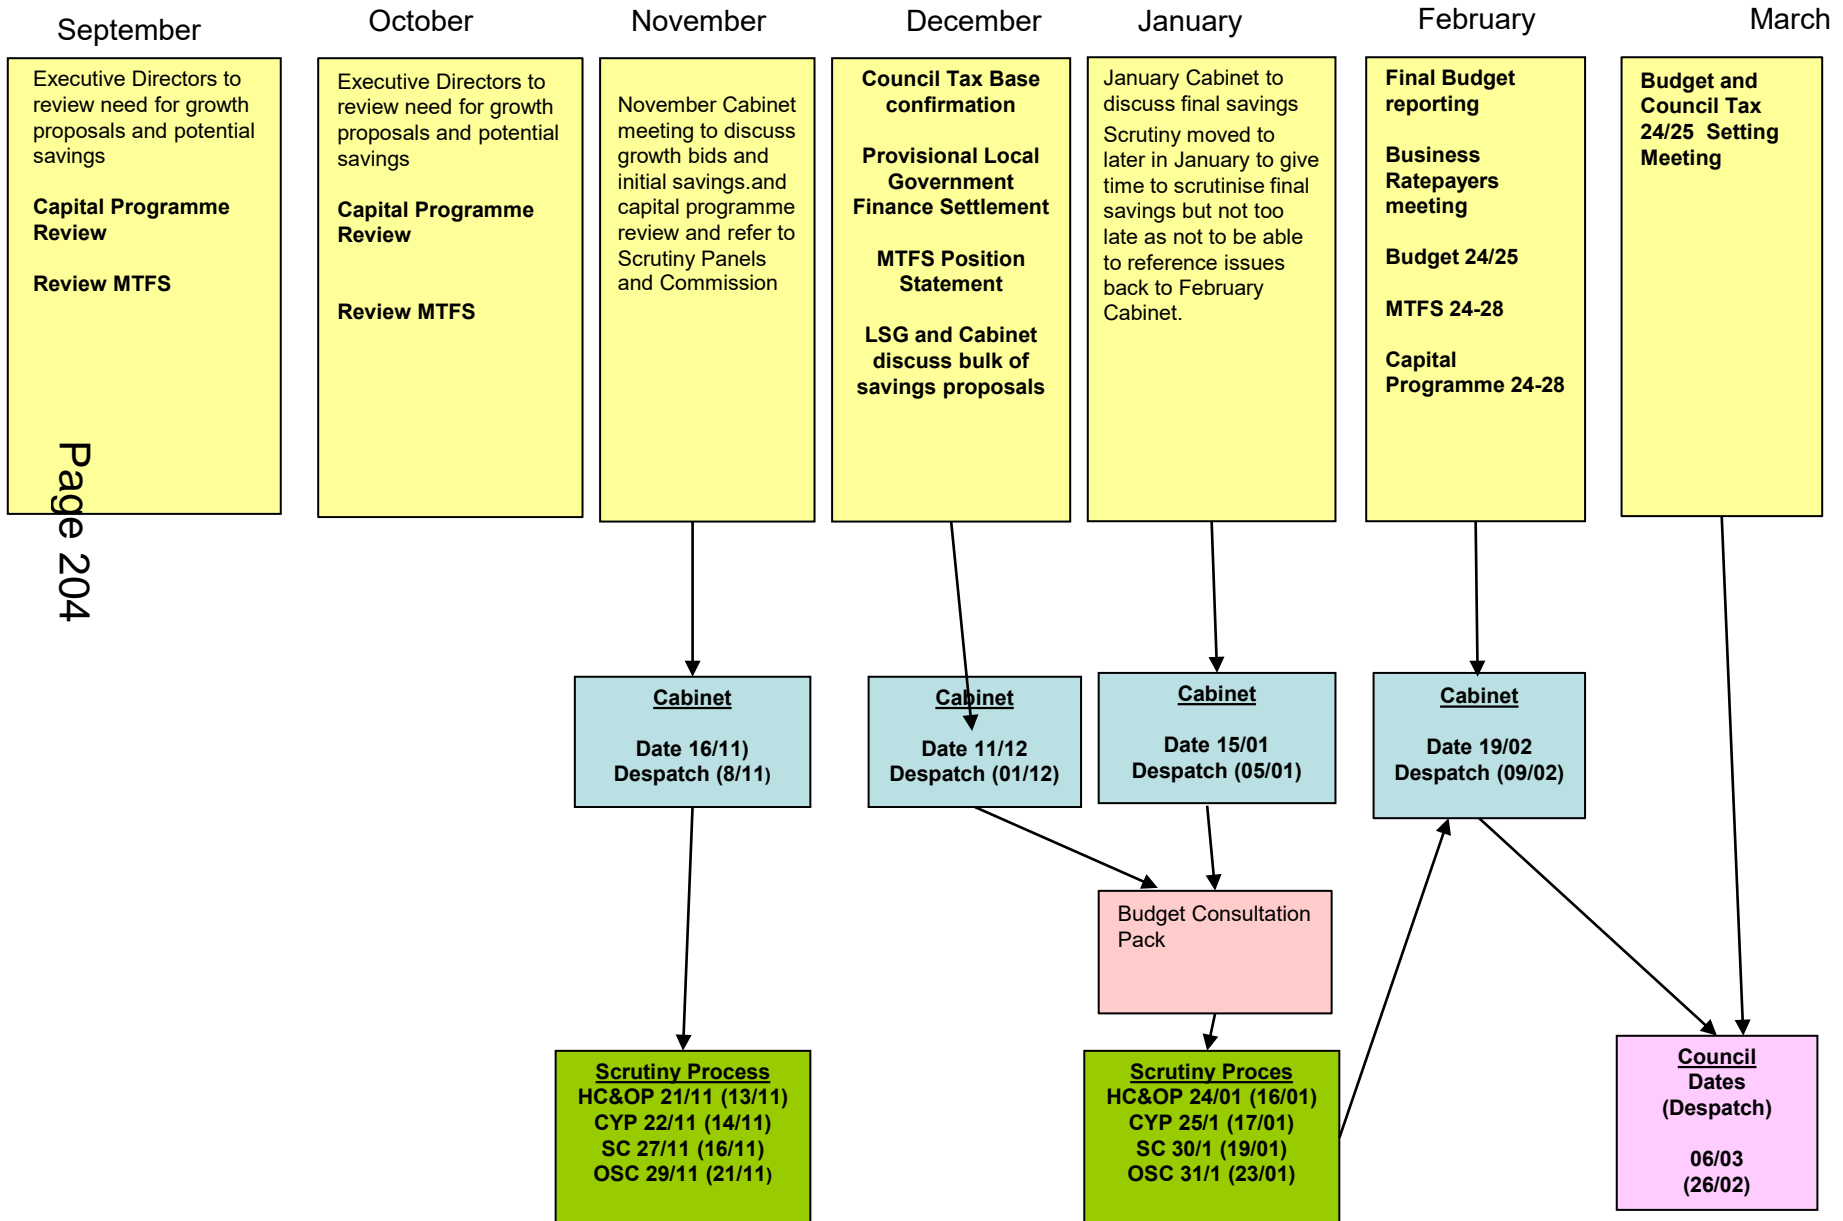 September
October
November
December
January
February
March
Executive Directors to
review need for growth
proposals and potential
savings
Capital Programme
Review
Review MTFS
Executive Directors to
review need for growth
proposals and potential
savings
Capital Programme
Review
Review MTFS
November Cabinet
meeting to discuss
growth bids and
initial savings.and
capital programme
review and refer to
Scrutiny Panels
and Commission
Council Tax Base
confirmation
Provisional Local
Government
Finance Settlement
MTFS Position
Statement
LSG and Cabinet
discuss bulk of
savings proposals
January Cabinet to
discuss final savings
Scrutiny moved to
later in January to give
time to scrutinise final
savings but not too
late as not to be able
to reference issues
back to February
Cabinet.
Final Budget
reporting
Business
Ratepayers
meeting
Budget 24/25
MTFS 24-28
Capital
Programme 24-28
Budget and
Council Tax
24/25 Setting
Meeting
Page 204
Cabinet
Date 16/11)
Despatch (8/11)
Cabinet
Date 11/12
Despatch (01/12)
Cabinet
Date 15/01
Despatch (05/01)
Cabinet
Date 19/02
Despatch (09/02)
Budget Consultation
Pack
Scrutiny Process
HC&OP 21/11 (13/11)
CYP 22/11 (14/11)
SC 27/11 (16/11)
OSC 29/11 (21/11)
Scrutiny Proces
HC&OP 24/01 (16/01)
CYP 25/1 (17/01)
SC 30/1 (19/01)
OSC 31/1 (23/01)
Council
Dates
(Despatch)
06/03
(26/02)